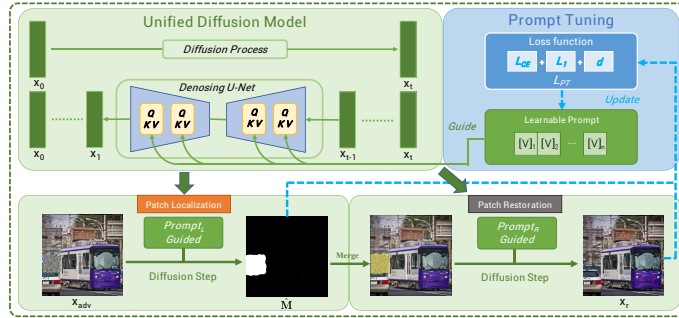 Unified Diffusion Model
Prompt Tuning
Diffusion Process
x0
xt
Denosing U-Net
Q
KV
Q
KV
Q
KV
Q
KV
x0
x1
xt-1
xt
Loss function
LCE + L1 + d
LPT
Update
Guide
Learnable Prompt
[V]1 [V]2 ···· [V]n
Patch Localization
PromptL
Guided
Diffusion Step
xadv
M̂
Merge
Patch Restoration
PromptR
Guided
Diffusion Step
xr